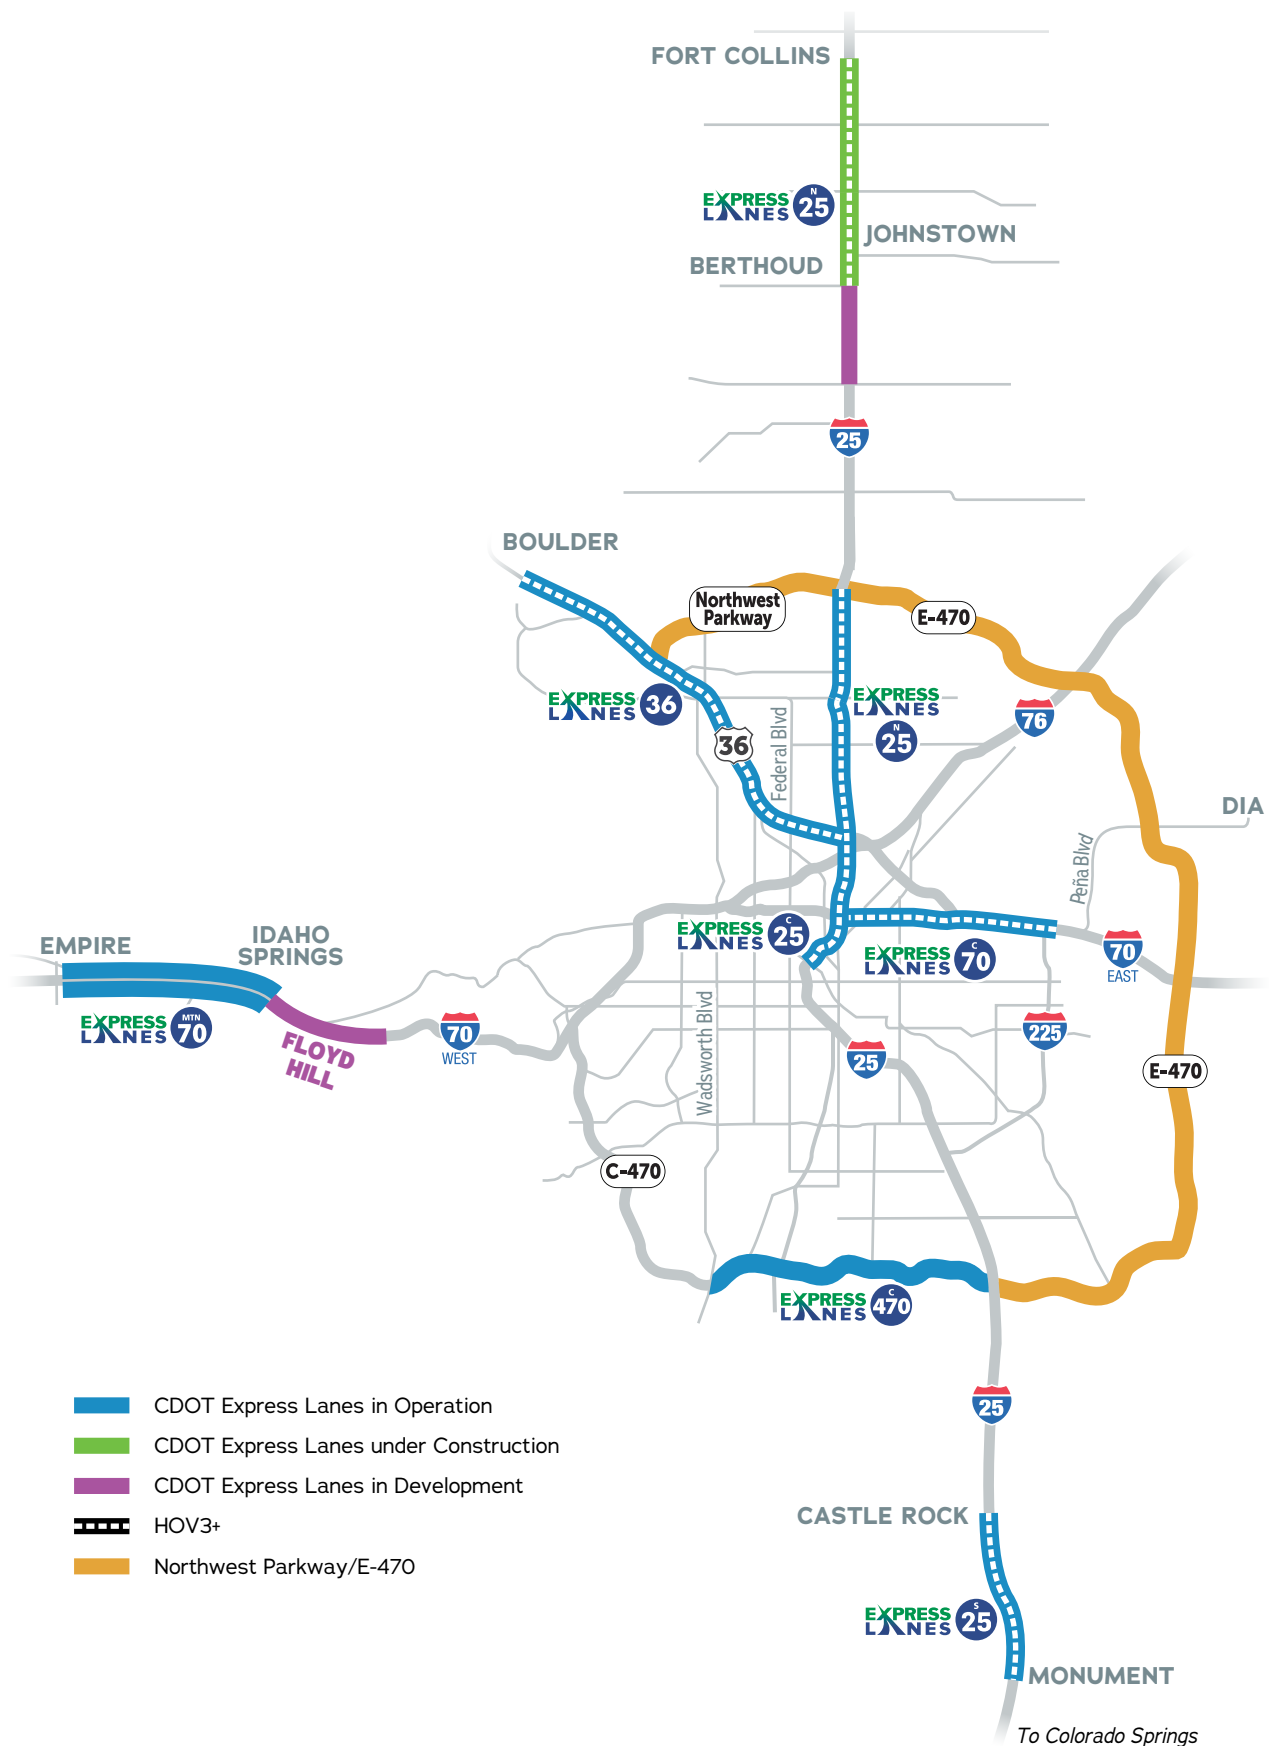 FORT COLLINS
EXPRESS
LANES
N
25
JOHNSTOWN
BERTHOUD
25
BOULDER
Northwest
Parkway
E-470
EXPRESS
LANES
36
EXPRESS
LANES
N
25
76
36
Federal Blvd
DIA
Peña Blvd
EXPRESS
LANES
C
25
EXPRESS
LANES
C
70
70
EAST
EMPIRE
IDAHO
SPRINGS
EXPRESS
LANES
MTN
70
FLOYD
HILL
70
WEST
Wadsworth Blvd
25
225
E-470
C-470
EXPRESS
LANES
C
470
25
CDOT Express Lanes in Operation
CDOT Express Lanes under Construction
CDOT Express Lanes in Development
HOV3+
Northwest Parkway/E-470
CASTLE ROCK
EXPRESS
LANES
S
25
MONUMENT
To Colorado Springs